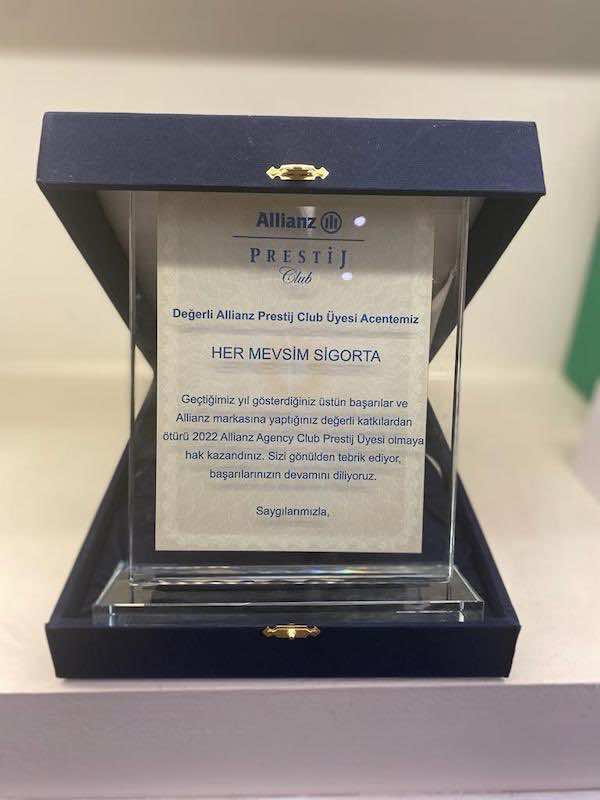 Allianz
PRESTİJ
Club
Değerli Allianz Prestij Club Üyesi Acentemiz
HER MEVSİM SİGORTA
Geçtiğimiz yıl gösterdiğiniz üstün başarılar ve
Allianz markasına yaptığınız değerli katkılardan
ötürü 2022 Allianz Agency Club Prestij Üyesi olmaya
hak kazandınız. Sizi gönülden tebrik ediyor,
başarılarınızın devamını diliyoruz.
Saygılarımızla,